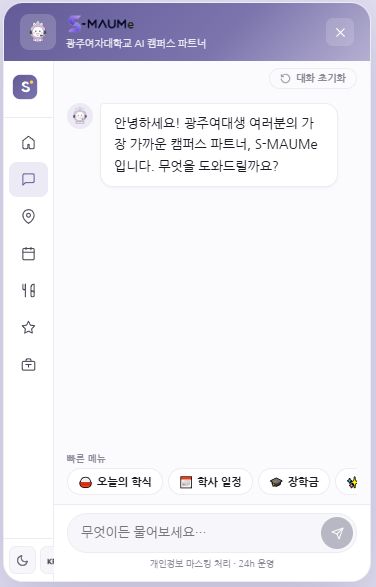 S-MAUMe
광주여자대학교 AI 캠퍼스 파트너
S
대화 초기화
안녕하세요! 광주여대생 여러분의 가
장 가까운 캠퍼스 파트너, S-MAUMe
입니다. 무엇을 도와드릴까요?
빠른 메뉴
오늘의 학식
학사 일정
장학금
무엇이든 물어보세요...
개인정보 마스킹 처리 · 24h 운영